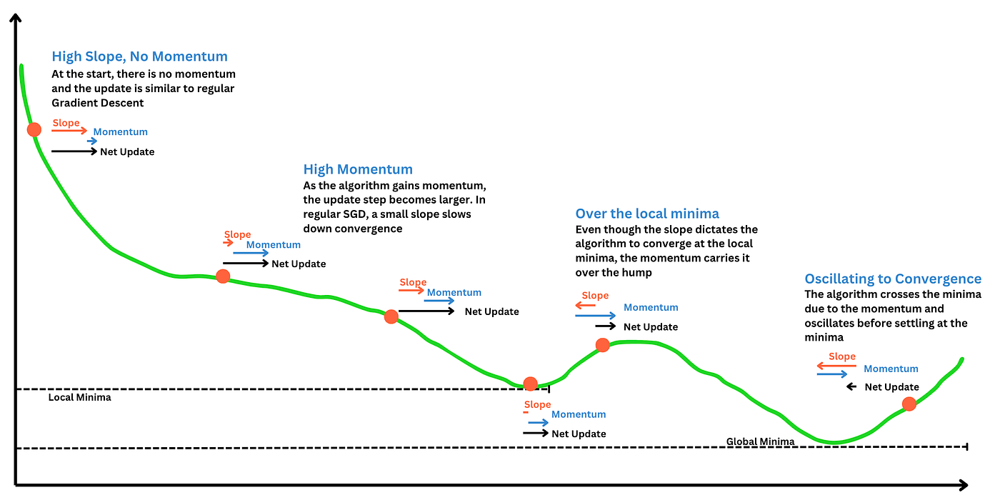 High Slope, No Momentum
At the start, there is no momentum
and the update is similar to regular
Gradient Descent
Slope
Momentum
Net Update
High Momentum
As the algorithm gains momentum,
the update step becomes larger. In
regular SGD, a small slope slows
down convergence
Slope
Momentum
Net Update
Slope
Momentum
Net Update
Over the local minima
Even though the slope dictates the
algorithm to converge at the local
minima, the momentum carries it
over the hump
Slope
Momentum
Net Update
Oscillating to Convergence
The algorithm crosses the minima
due to the momentum and
oscillates before settling at the
minima
Slope
Momentum
Net Update
Local Minima
Slope
Momentum
Net Update
Global Minima